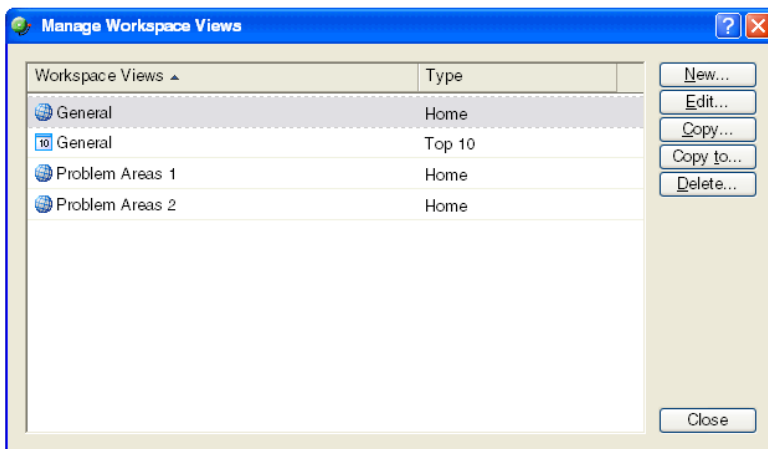 Manage Workspace Views
?
Workspace Views Type
General Home
10 General Top 10
Problem Areas 1 Home
Problem Areas 2 Home
New...
Edit...
Copy...
Copy to...
Delete...
Close